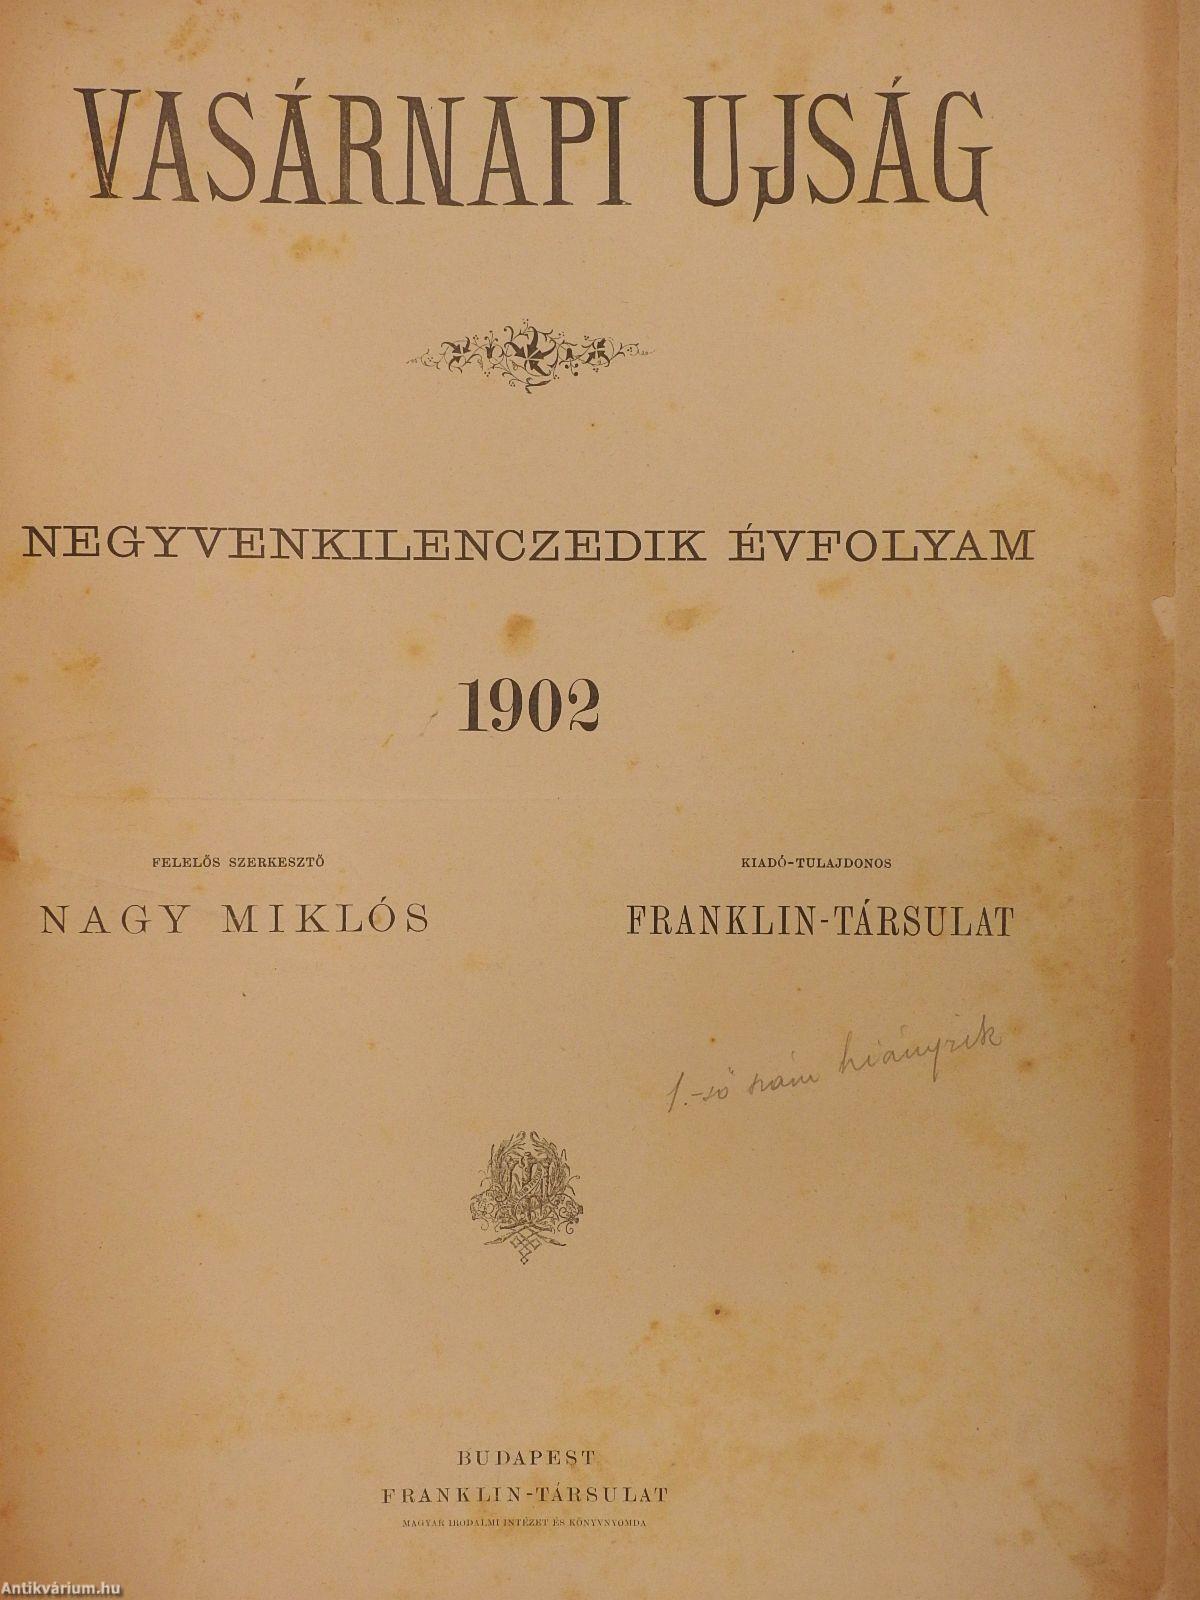 VASÁRNAPI UJSÁG
NEGYVENKILENCZEDIK ÉVFOLYAM
1902
FELELŐS SZERKESZTŐ
NAGY MIKLÓS
KIADÓ-TULAJDONOS
FRANKLIN-TÁRSULAT
1.-ső szám hiányzik
BUDAPEST
FRANKLIN-TÁRSULAT
MAGYAR IRODALMI INTÉZET ÉS KÖNYVNYOMDA
Antikvárium.hu